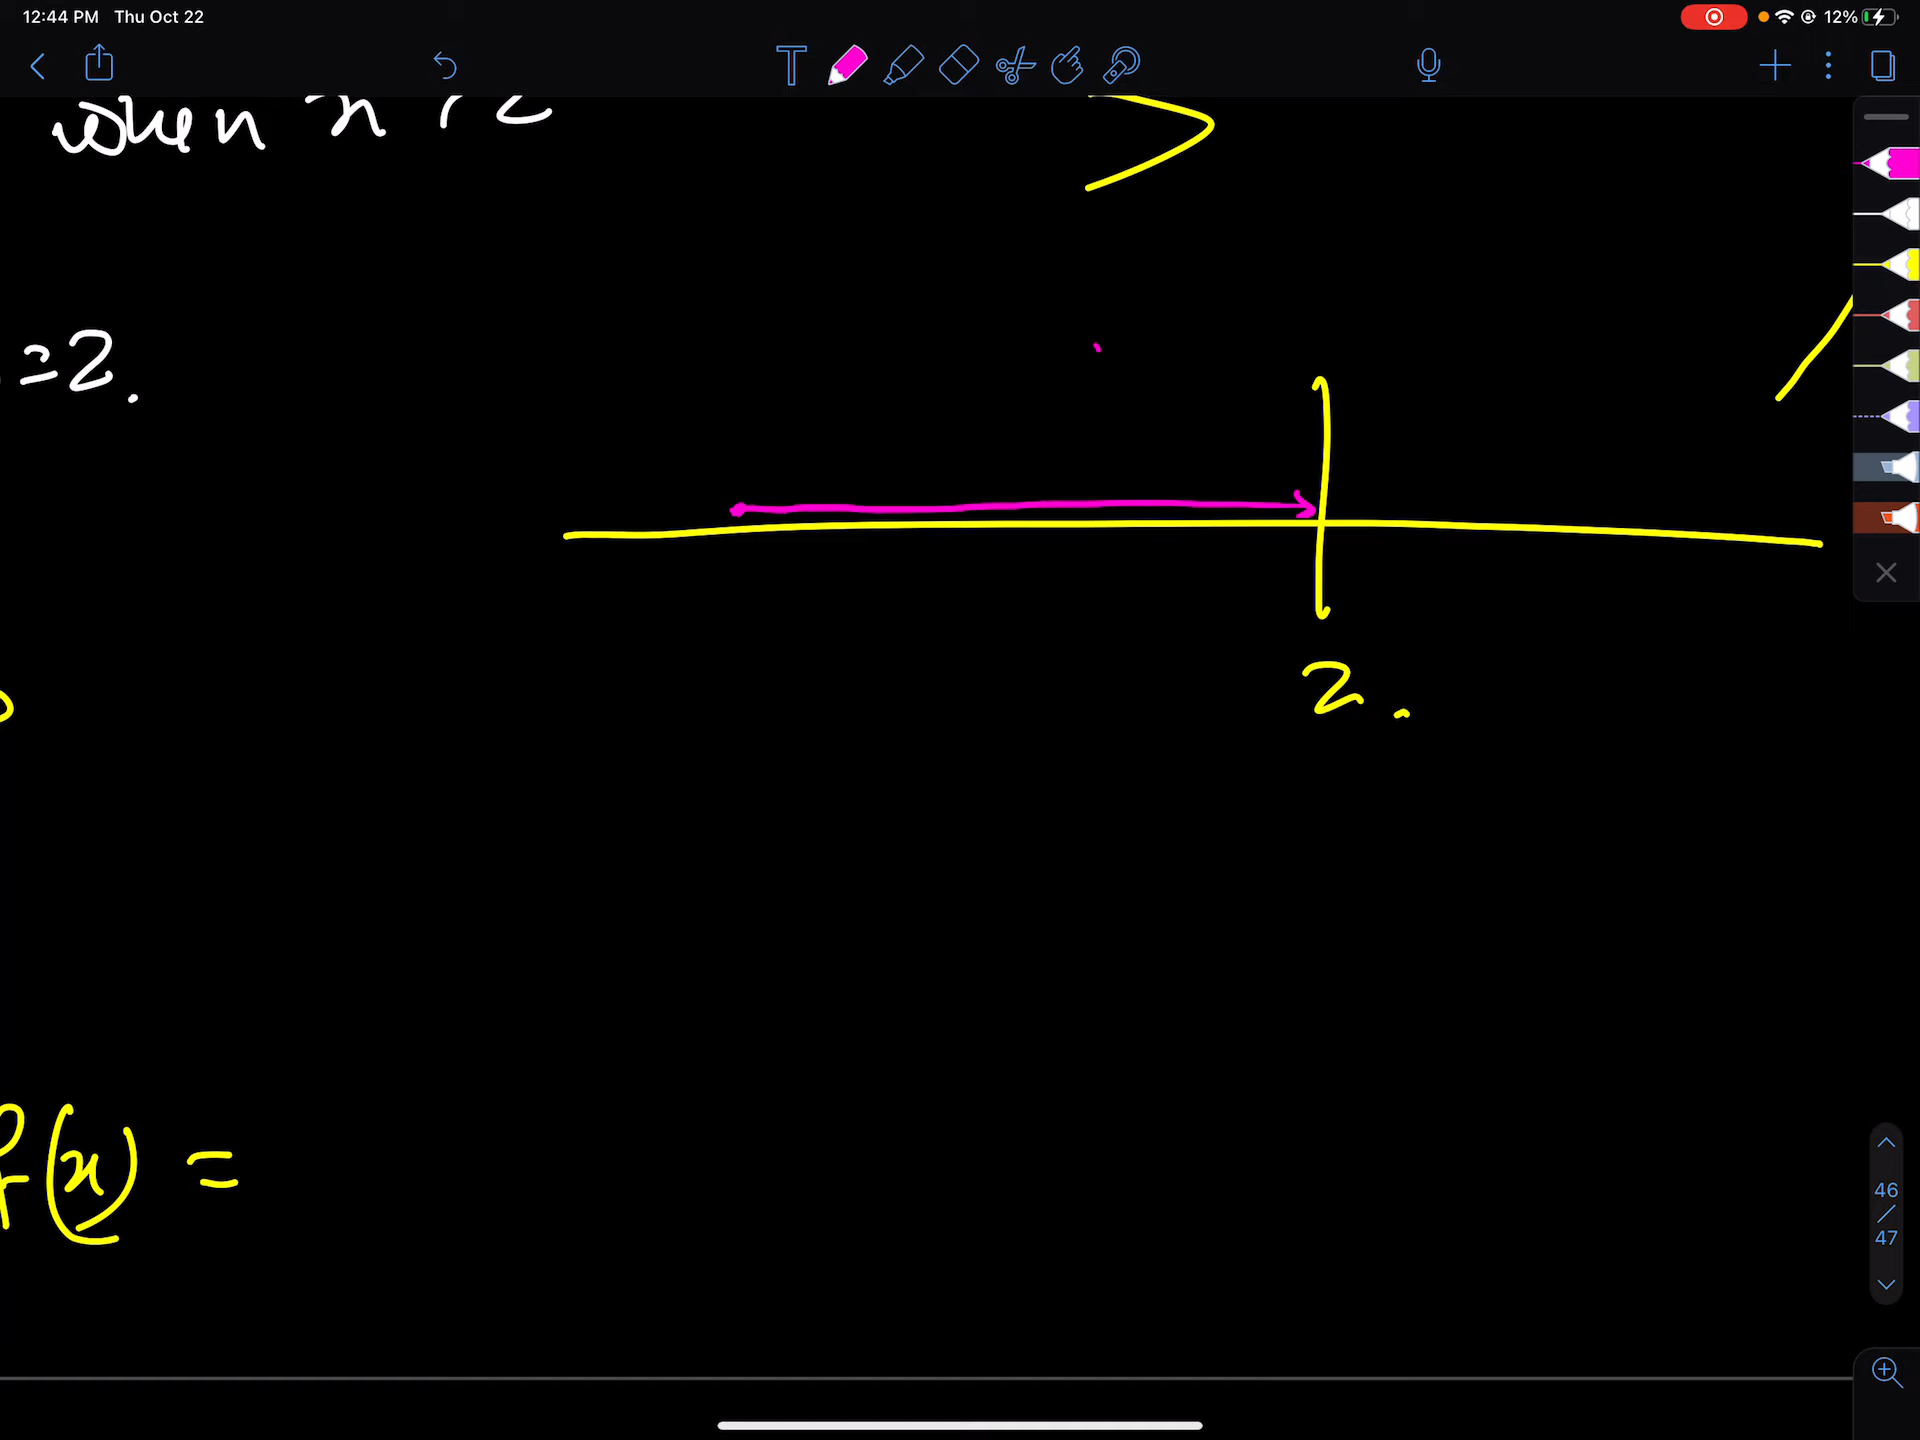 12:44 PM Thu Oct 22
12%
when x
=2.
2.
f(x) =
46
/
47